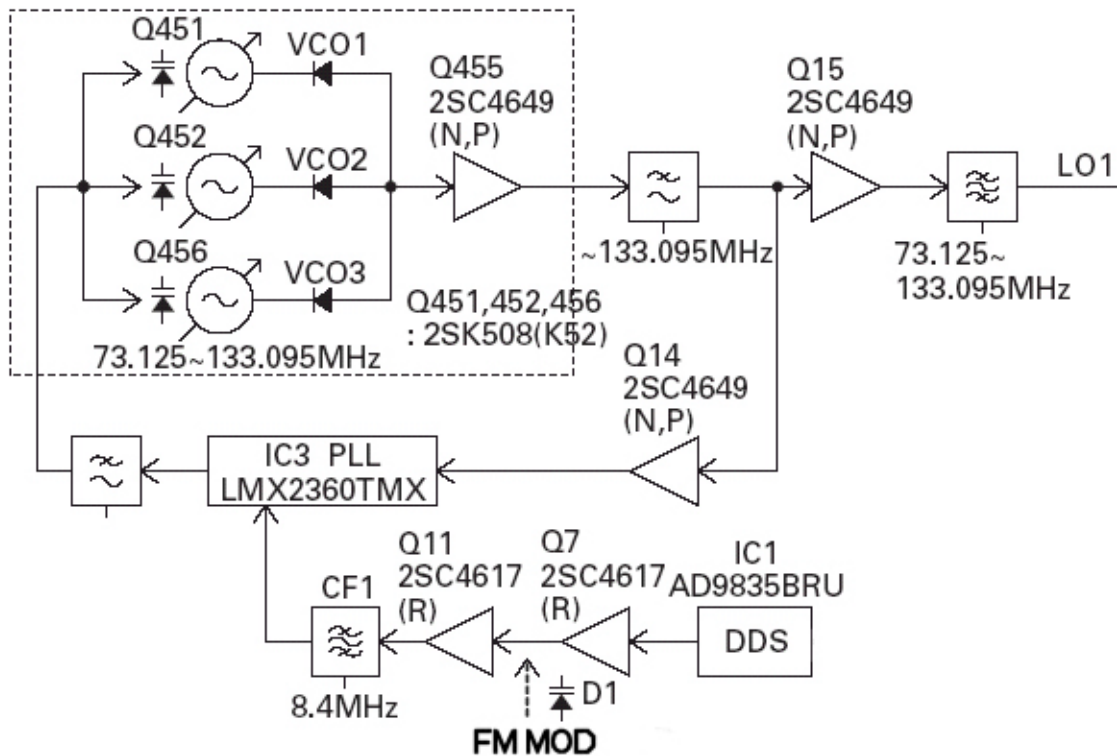 Q451
VCO1
Q455
2SC4649
(N,P)
Q15
2SC4649
(N,P)
Q452
VCO2
LO1
Q456
VCO3
~133.095MHz
73.125~
133.095MHz
Q451,452,456
: 2SK508(K52)
73.125~133.095MHz
Q14
2SC4649
(N,P)
IC3 PLL
LMX2360TMX
Q11
2SC4617
(R)
Q7
2SC4617
(R)
IC1
AD9835BRU
CF1
DDS
8.4MHz
D1
FM MOD